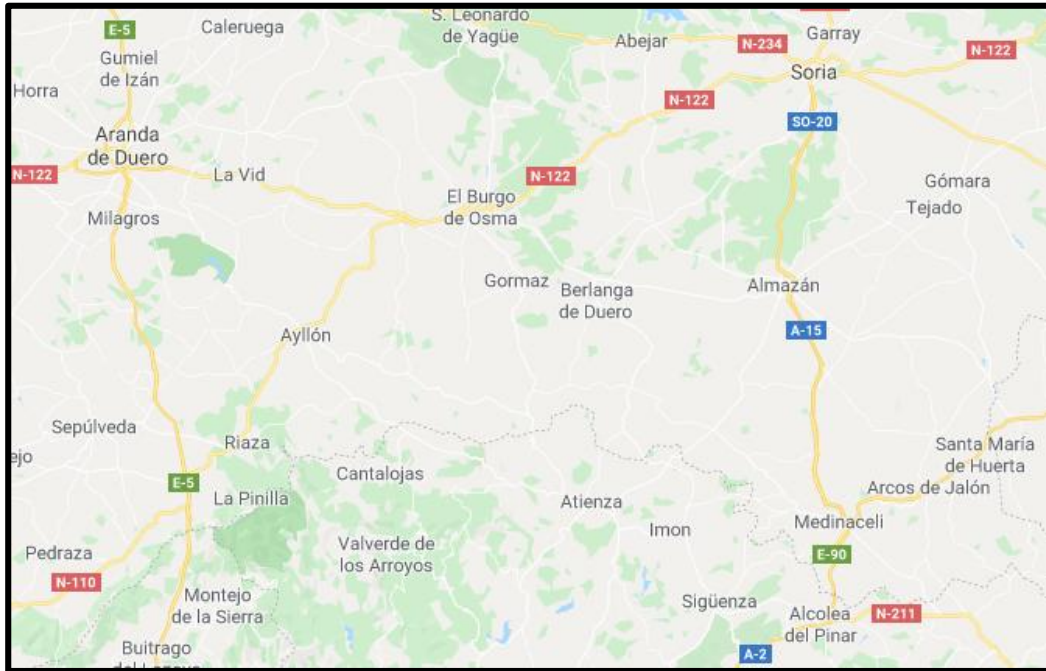 E-5
Caleruega
S. Leonardo
de Yagüe
Abejar
N-234
Garray
N-122
Gumiel
de Izán
Soria
Horra
N-122
SO-20
Aranda
de Duero
N-122
La Vid
N-122
El Burgo
de Osma
Gómara
Tejado
Milagros
Gormaz
Berlanga
de Duero
Almazán
Ayllón
A-15
Sepúlveda
Riaza
Santa María
de Huerta
ejo
Cantalojas
E-5
La Pinilla
Atienza
Arcos de Jalón
Imon
Medinaceli
Pedraza
Valverde de
los Arroyos
E-90
N-110
Montejo
de la Sierra
Sigüenza
Alcolea
del Pinar
N-211
Buitrago
A-2